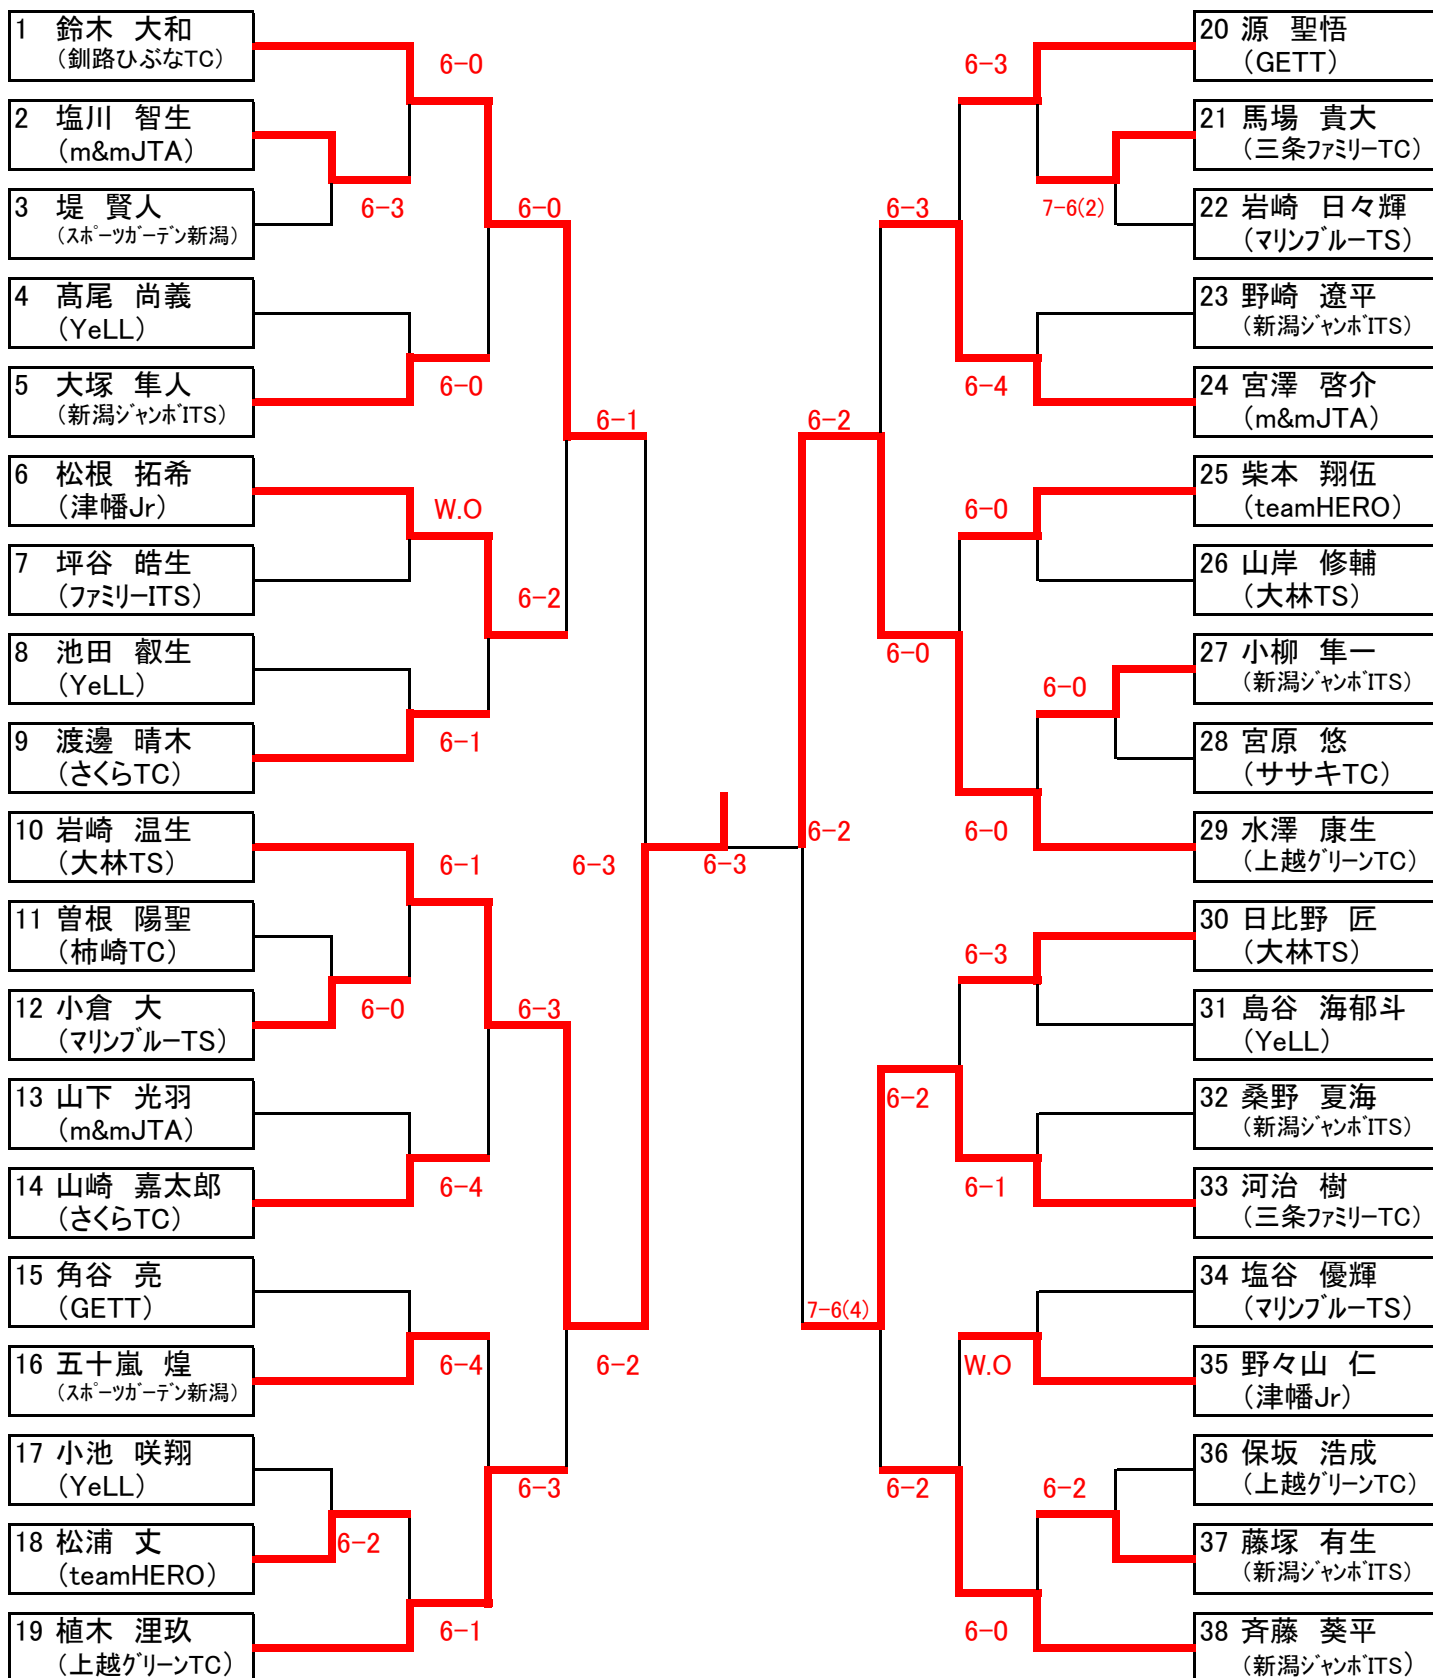 1 鈴木 大和
(釧路ひぶなTC)
2 塩川 智生
(m&mJTA)
3 堤 賢人
(スポーツガーデン新潟)
4 髙尾 尚義
(YeLL)
5 大塚 隼人
(新潟ジャンボITS)
6 松根 拓希
(津幡Jr)
7 坪谷 皓生
(ファミリーITS)
8 池田 叡生
(YeLL)
9 渡邊 晴木
(さくらTC)
10 岩崎 温生
(大林TS)
11 曽根 陽聖
(柿崎TC)
12 小倉 大
(マリンブルーTS)
13 山下 光羽
(m&mJTA)
14 山崎 嘉太郎
(さくらTC)
15 角谷 亮
(GETT)
16 五十嵐 煌
(スポーツガーデン新潟)
17 小池 咲翔
(YeLL)
18 松浦 丈
(teamHERO)
19 植木 浬玖
(上越グリーンTC)
6-0
6-3
6-0
6-0
6-1
W.O
6-2
6-1
6-1
6-3
6-0
6-3
6-4
6-4
6-2
6-3
6-2
6-1
6-3
6-3
6-3
7-6(2)
6-4
6-2
6-0
6-0
6-0
6-2
6-0
6-3
6-2
6-1
7-6(4)
W.O
6-2
6-2
6-0
20 源 聖悟
(GETT)
21 馬場 貴大
(三条ファミリーTC)
22 岩崎 日々輝
(マリンブルーTS)
23 野崎 遼平
(新潟ジャンボITS)
24 宮澤 啓介
(m&mJTA)
25 柴本 翔伍
(teamHERO)
26 山岸 修輔
(大林TS)
27 小柳 隼一
(新潟ジャンボITS)
28 宮原 悠
(ササキTC)
29 水澤 康生
(上越グリーンTC)
30 日比野 匠
(大林TS)
31 島谷 海郁斗
(YeLL)
32 桑野 夏海
(新潟ジャンボITS)
33 河治 樹
(三条ファミリーTC)
34 塩谷 優輝
(マリンブルーTS)
35 野々山 仁
(津幡Jr)
36 保坂 浩成
(上越グリーンTC)
37 藤塚 有生
(新潟ジャンボITS)
38 斉藤 葵平
(新潟ジャンボITS)